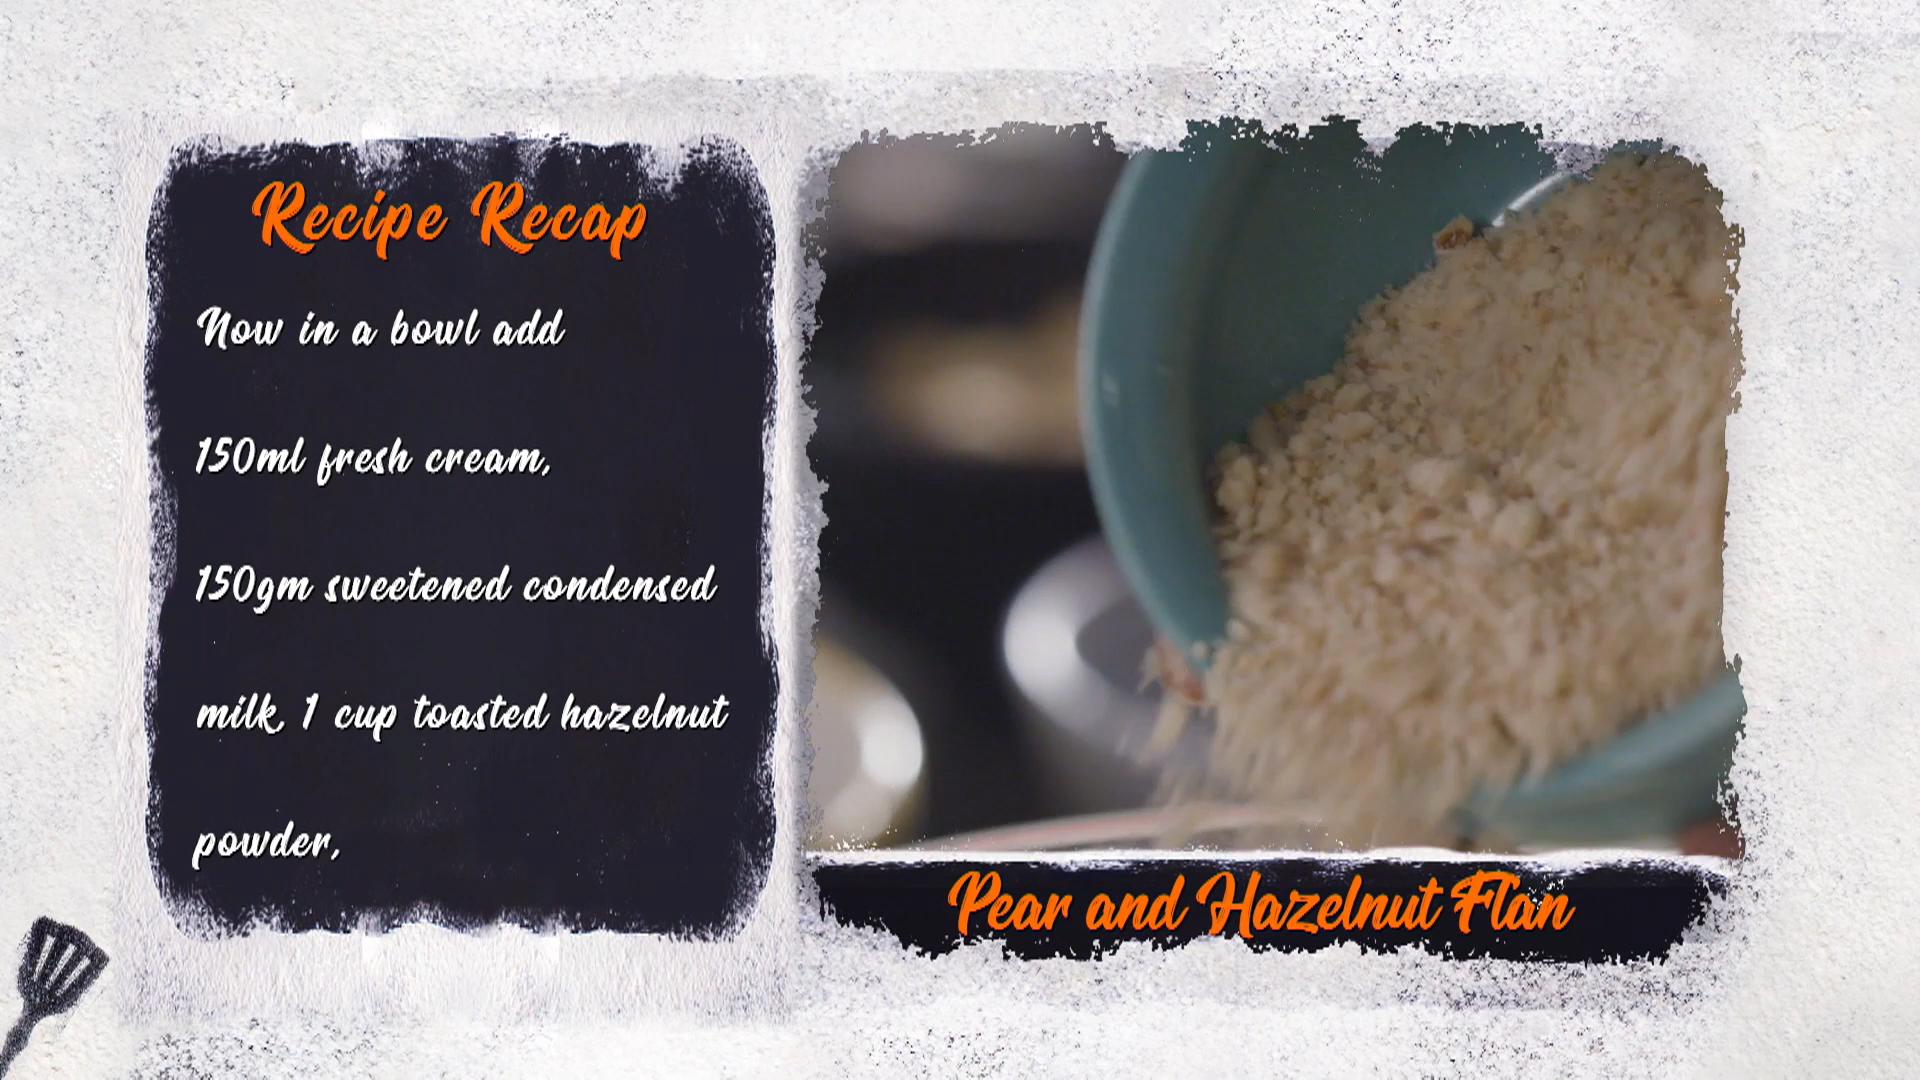 Recipe Recap
Now in a bowl add
150ml fresh cream,
150gm sweetened condensed
milk, 1 cup toasted hazelnut
powder,
Pear and Hazelnut Flan